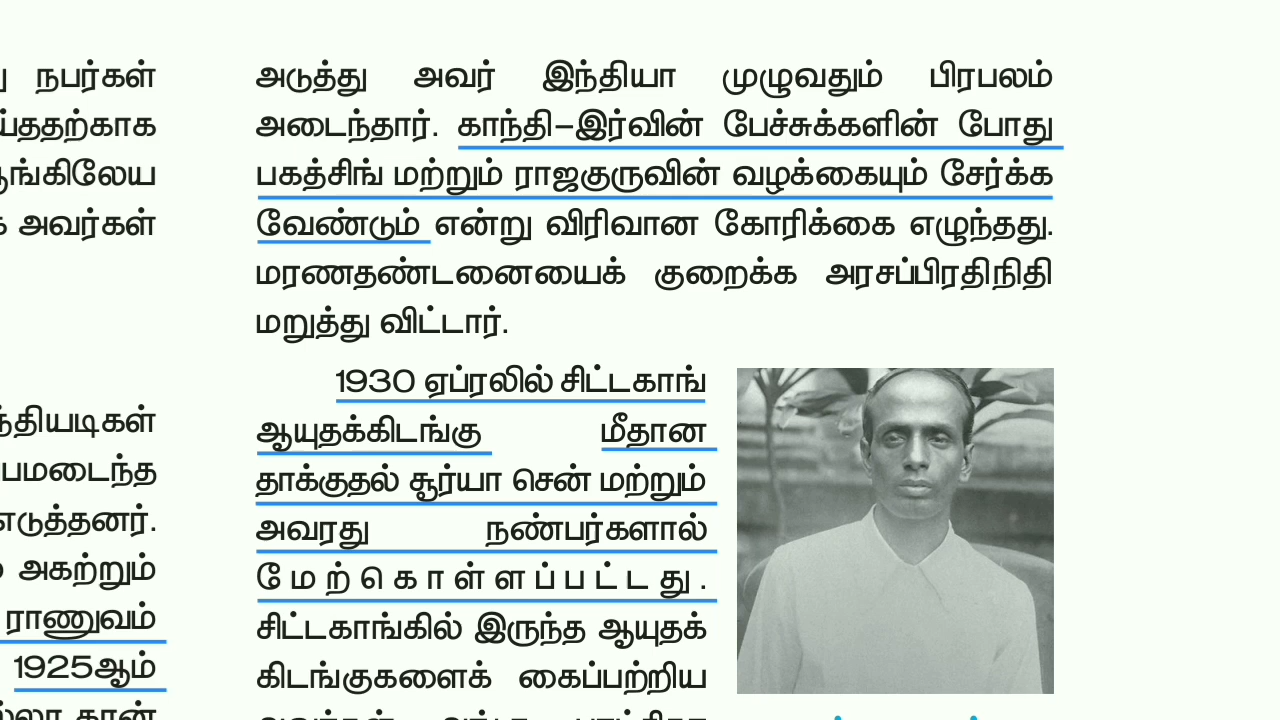 நபர்கள்
ய்ததற்காக
ஆங்கிலேய
அவர்கள்
ந்தியடிகள்
பமடைந்த
எடுத்தனர்.
அகற்றும்
ராணுவம்
1925ஆம்
அடுத்து அவர் இந்தியா முழுவதும் பிரபலம்
அடைந்தார். காந்தி–இர்வின் பேச்சுக்களின் போது
பகத்சிங் மற்றும் ராஜகுருவின் வழக்கையும் சேர்க்க
வேண்டும் என்று விரிவான கோரிக்கை எழுந்தது.
மரணதண்டனையைக் குறைக்க அரசப்பிரதிநிதி
மறுத்து விட்டார்.
1930 ஏப்ரலில் சிட்டகாங்
ஆயுதக்கிடங்கு மீதான
தாக்குதல் சூர்யா சென் மற்றும்
அவரது நண்பர்களால்
மேற்கொள்ளப்பட்டது.
சிட்டகாங்கில் இருந்த ஆயுதக்
கிடங்குகளைக் கைப்பற்றிய